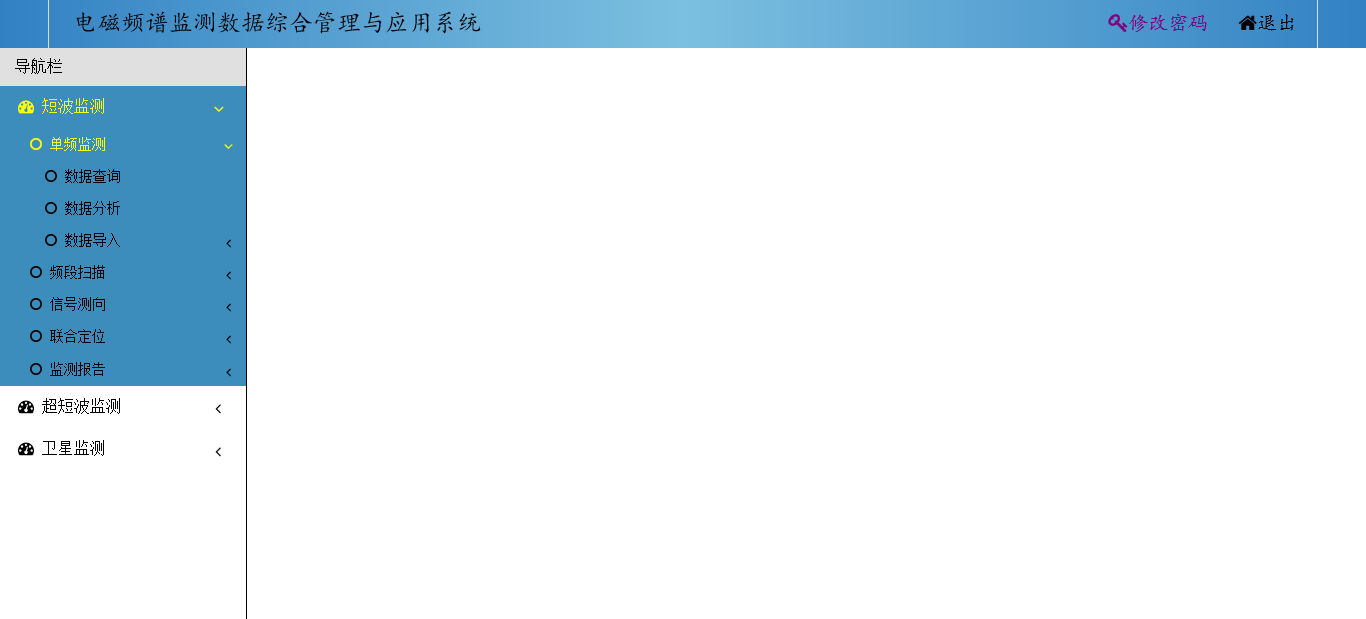 电磁频谱监测数据综合管理与应用系统
修改密码
退出
导航栏
短波监测
单频监测
数据查询
数据分析
数据导入
频段扫描
信号测向
联合定位
监测报告
超短波监测
卫星监测